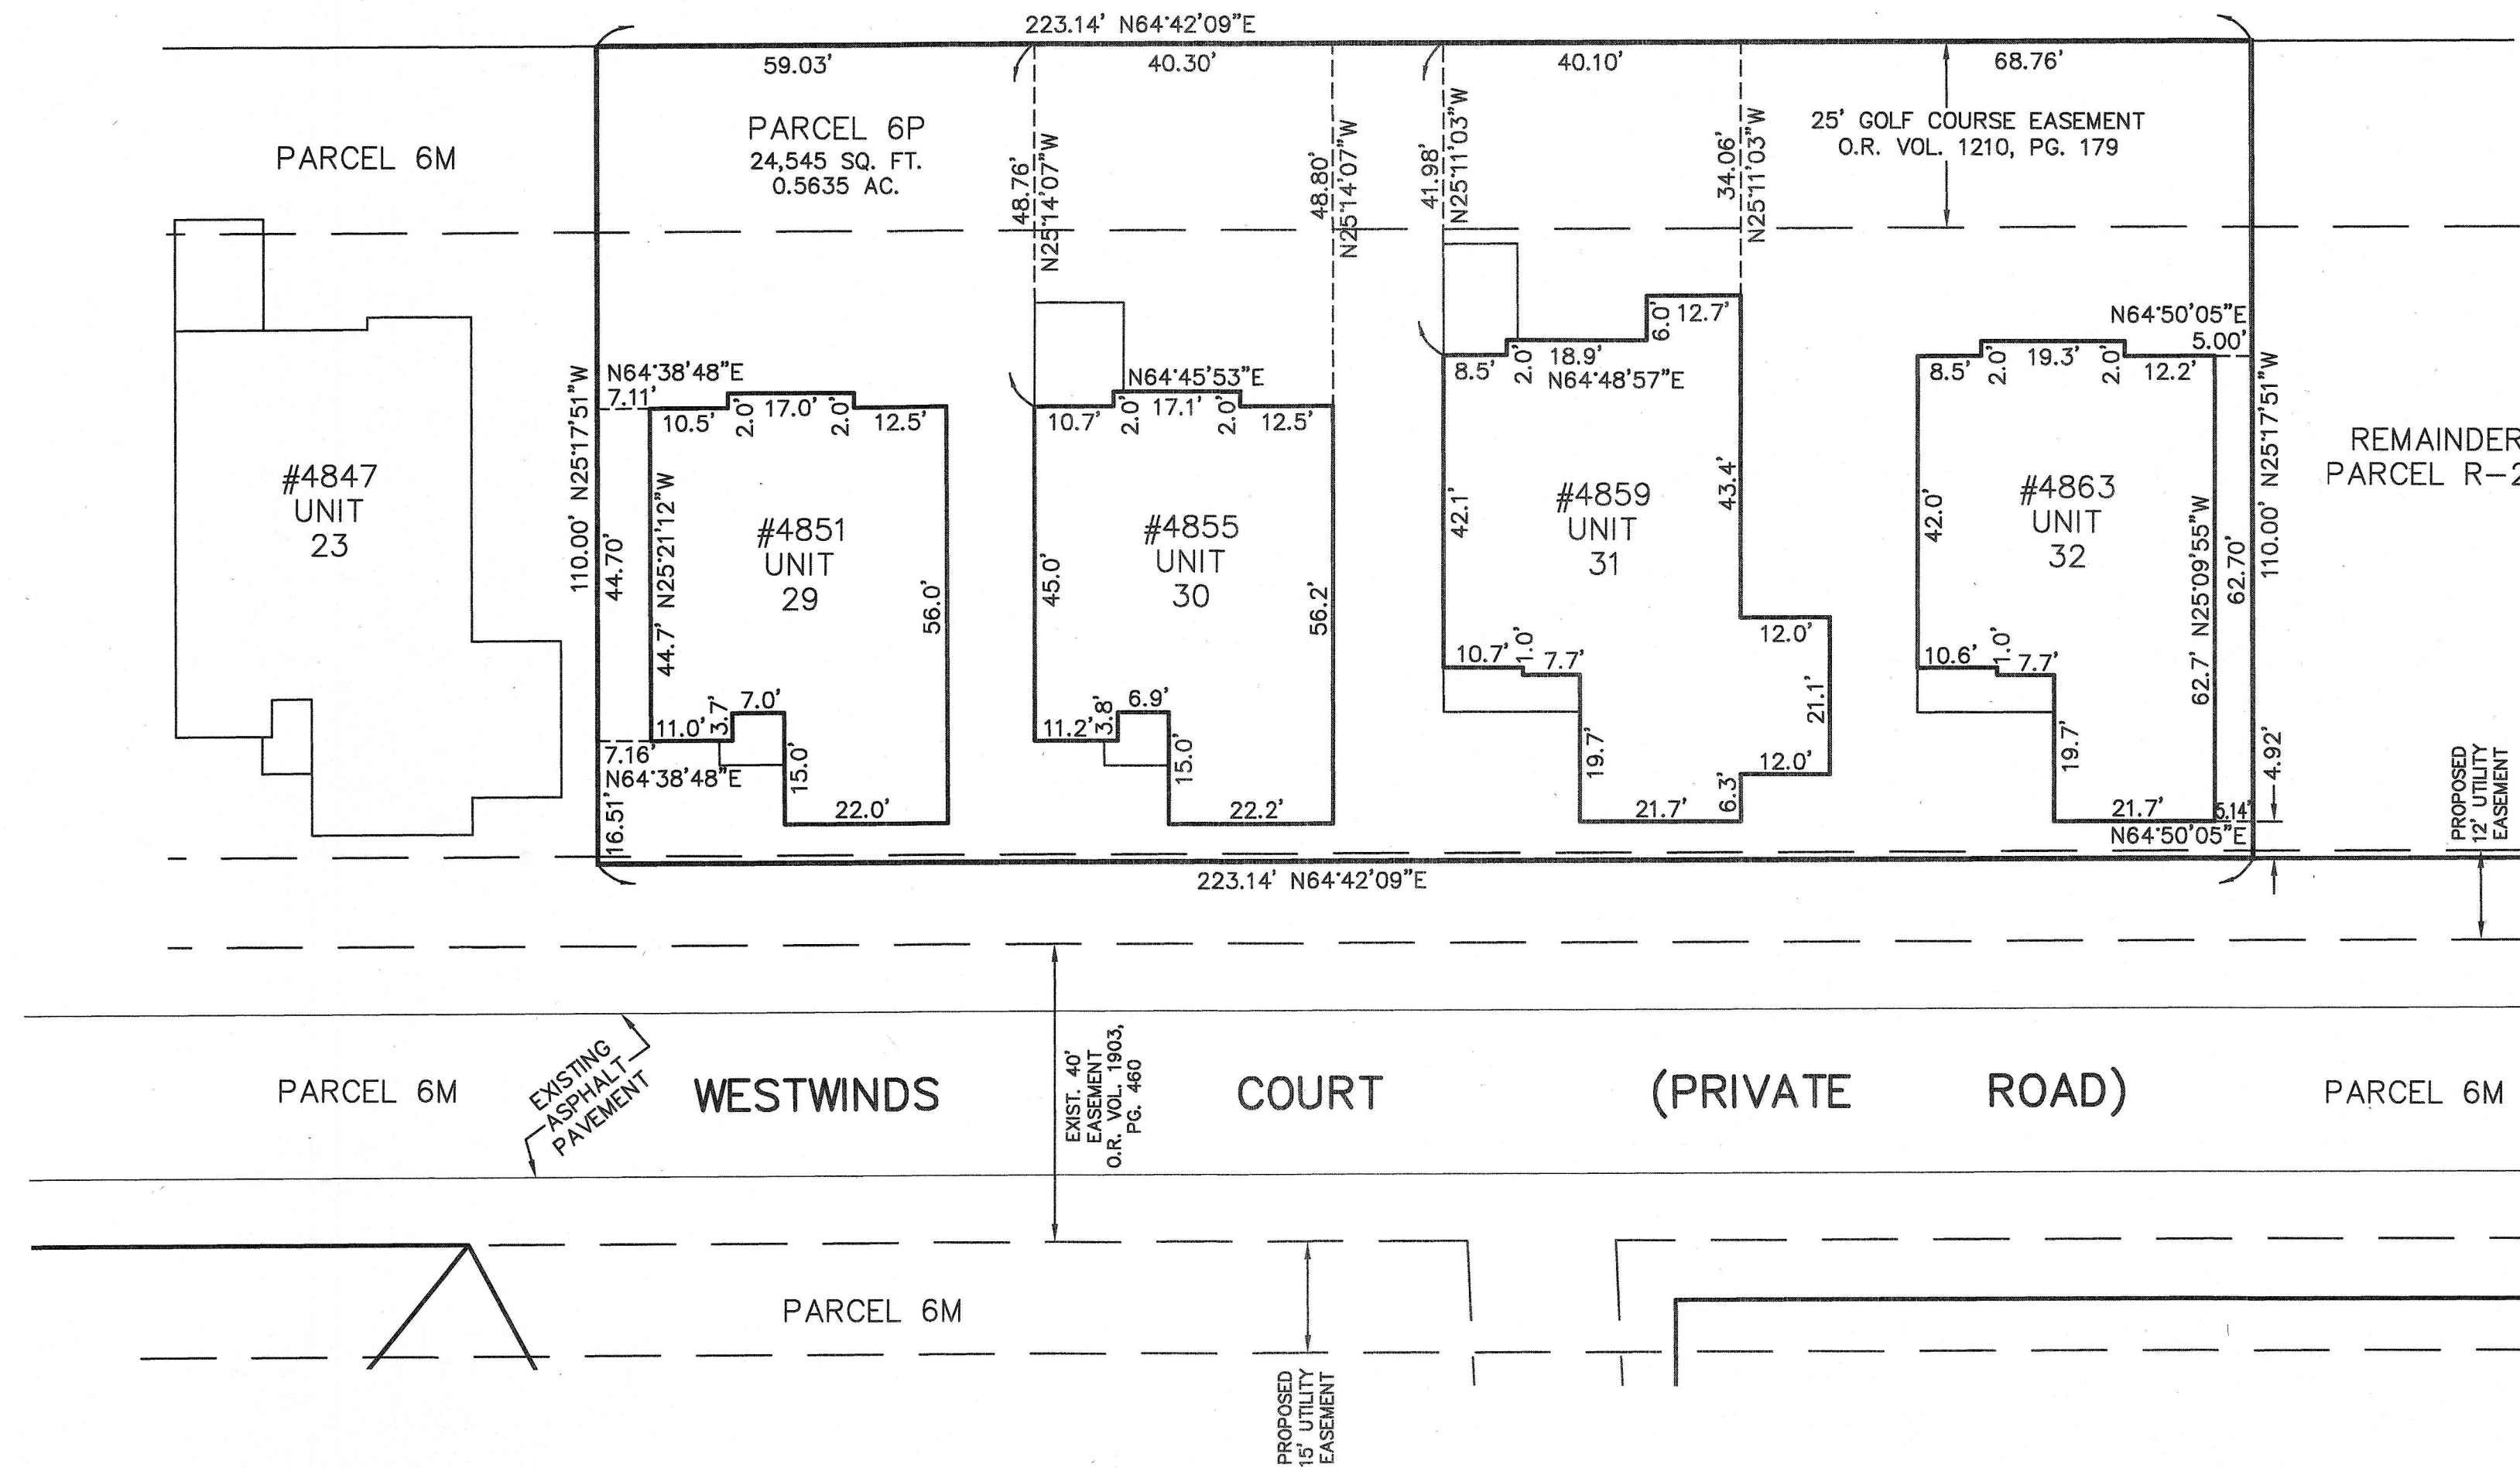 223.14' N64°42'09"E
59.03'
40.30'
40.10'
68.76'
PARCEL 6M
PARCEL 6P
24,545 SQ. FT.
0.5635 AC.
48.76'
N25°14'07"W
48.80'
N25°14'07"W
41.98'
N25°11'03"W
34.06'
N25°11'03"W
25' GOLF COURSE EASEMENT
O.R. VOL. 1210, PG. 179
#4847
UNIT
23
110.00' N25°17'51"W
N64°38'48"E
7.11'
10.5'
2.0'
17.0'
2.0'
12.5'
44.70'
44.7' N25°21'12"W
#4851
UNIT
29
56.0'
11.0'
3.7'
7.0'
15.0'
22.0'
7.16'
N64°38'48"E
16.51'
N64°45'53"E
10.7'
2.0'
17.1'
2.0'
12.5'
45.0'
#4855
UNIT
30
56.2'
11.2'
3.8'
6.9'
15.0'
22.2'
8.5'
2.0'
18.9'
6.0'
12.7'
N64°48'57"E
42.1'
43.4'
#4859
UNIT
31
10.7'
1.0'
7.7'
12.0'
21.1'
12.0'
19.7'
21.7'
6.3'
N64°50'05"E
5.00'
8.5'
2.0'
19.3'
2.0'
12.2'
42.0'
#4863
UNIT
32
62.7' N25°09'55"W
62.70'
110.00' N25°17'51"W
10.6'
1.0'
7.7'
19.7'
21.7'
5.14'
N64°50'05"E
4.92'
REMAINDER
PARCEL R-2
PROPOSED
12' UTILITY
EASEMENT
223.14' N64°42'09"E
PARCEL 6M
EXISTING
ASPHALT
PAVEMENT
WESTWINDS COURT (PRIVATE ROAD)
EXIST. 40'
EASEMENT
O.R. VOL. 1903,
PG. 460
PARCEL 6M
PARCEL 6M
PROPOSED
15' UTILITY
EASEMENT